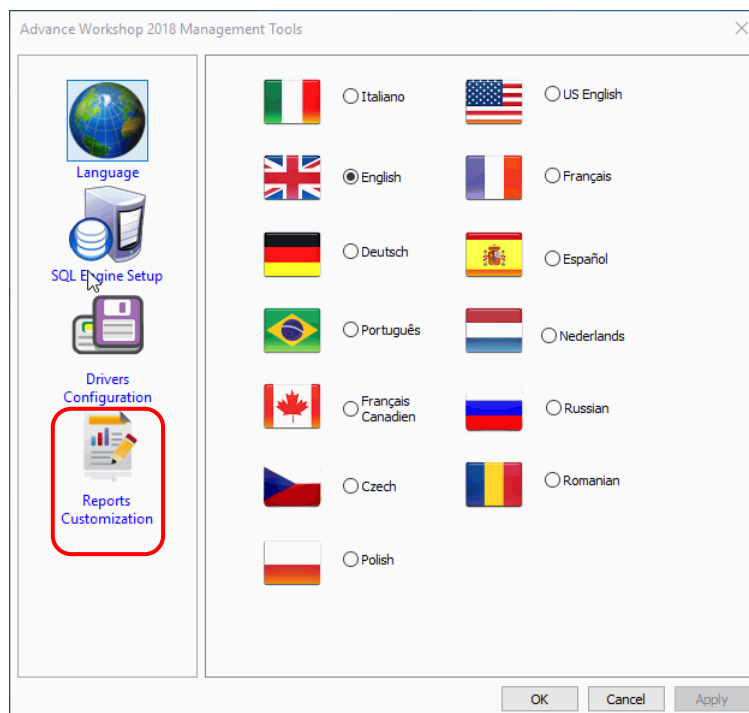 Advance Workshop 2018 Management Tools
Language
SQL Engine Setup
Drivers
Configuration
Reports
Customization
Italiano
US English
English
Français
Deutsch
Español
Português
Nederlands
Français
Canadien
Russian
Czech
Romanian
Polish
OK
Cancel
Apply